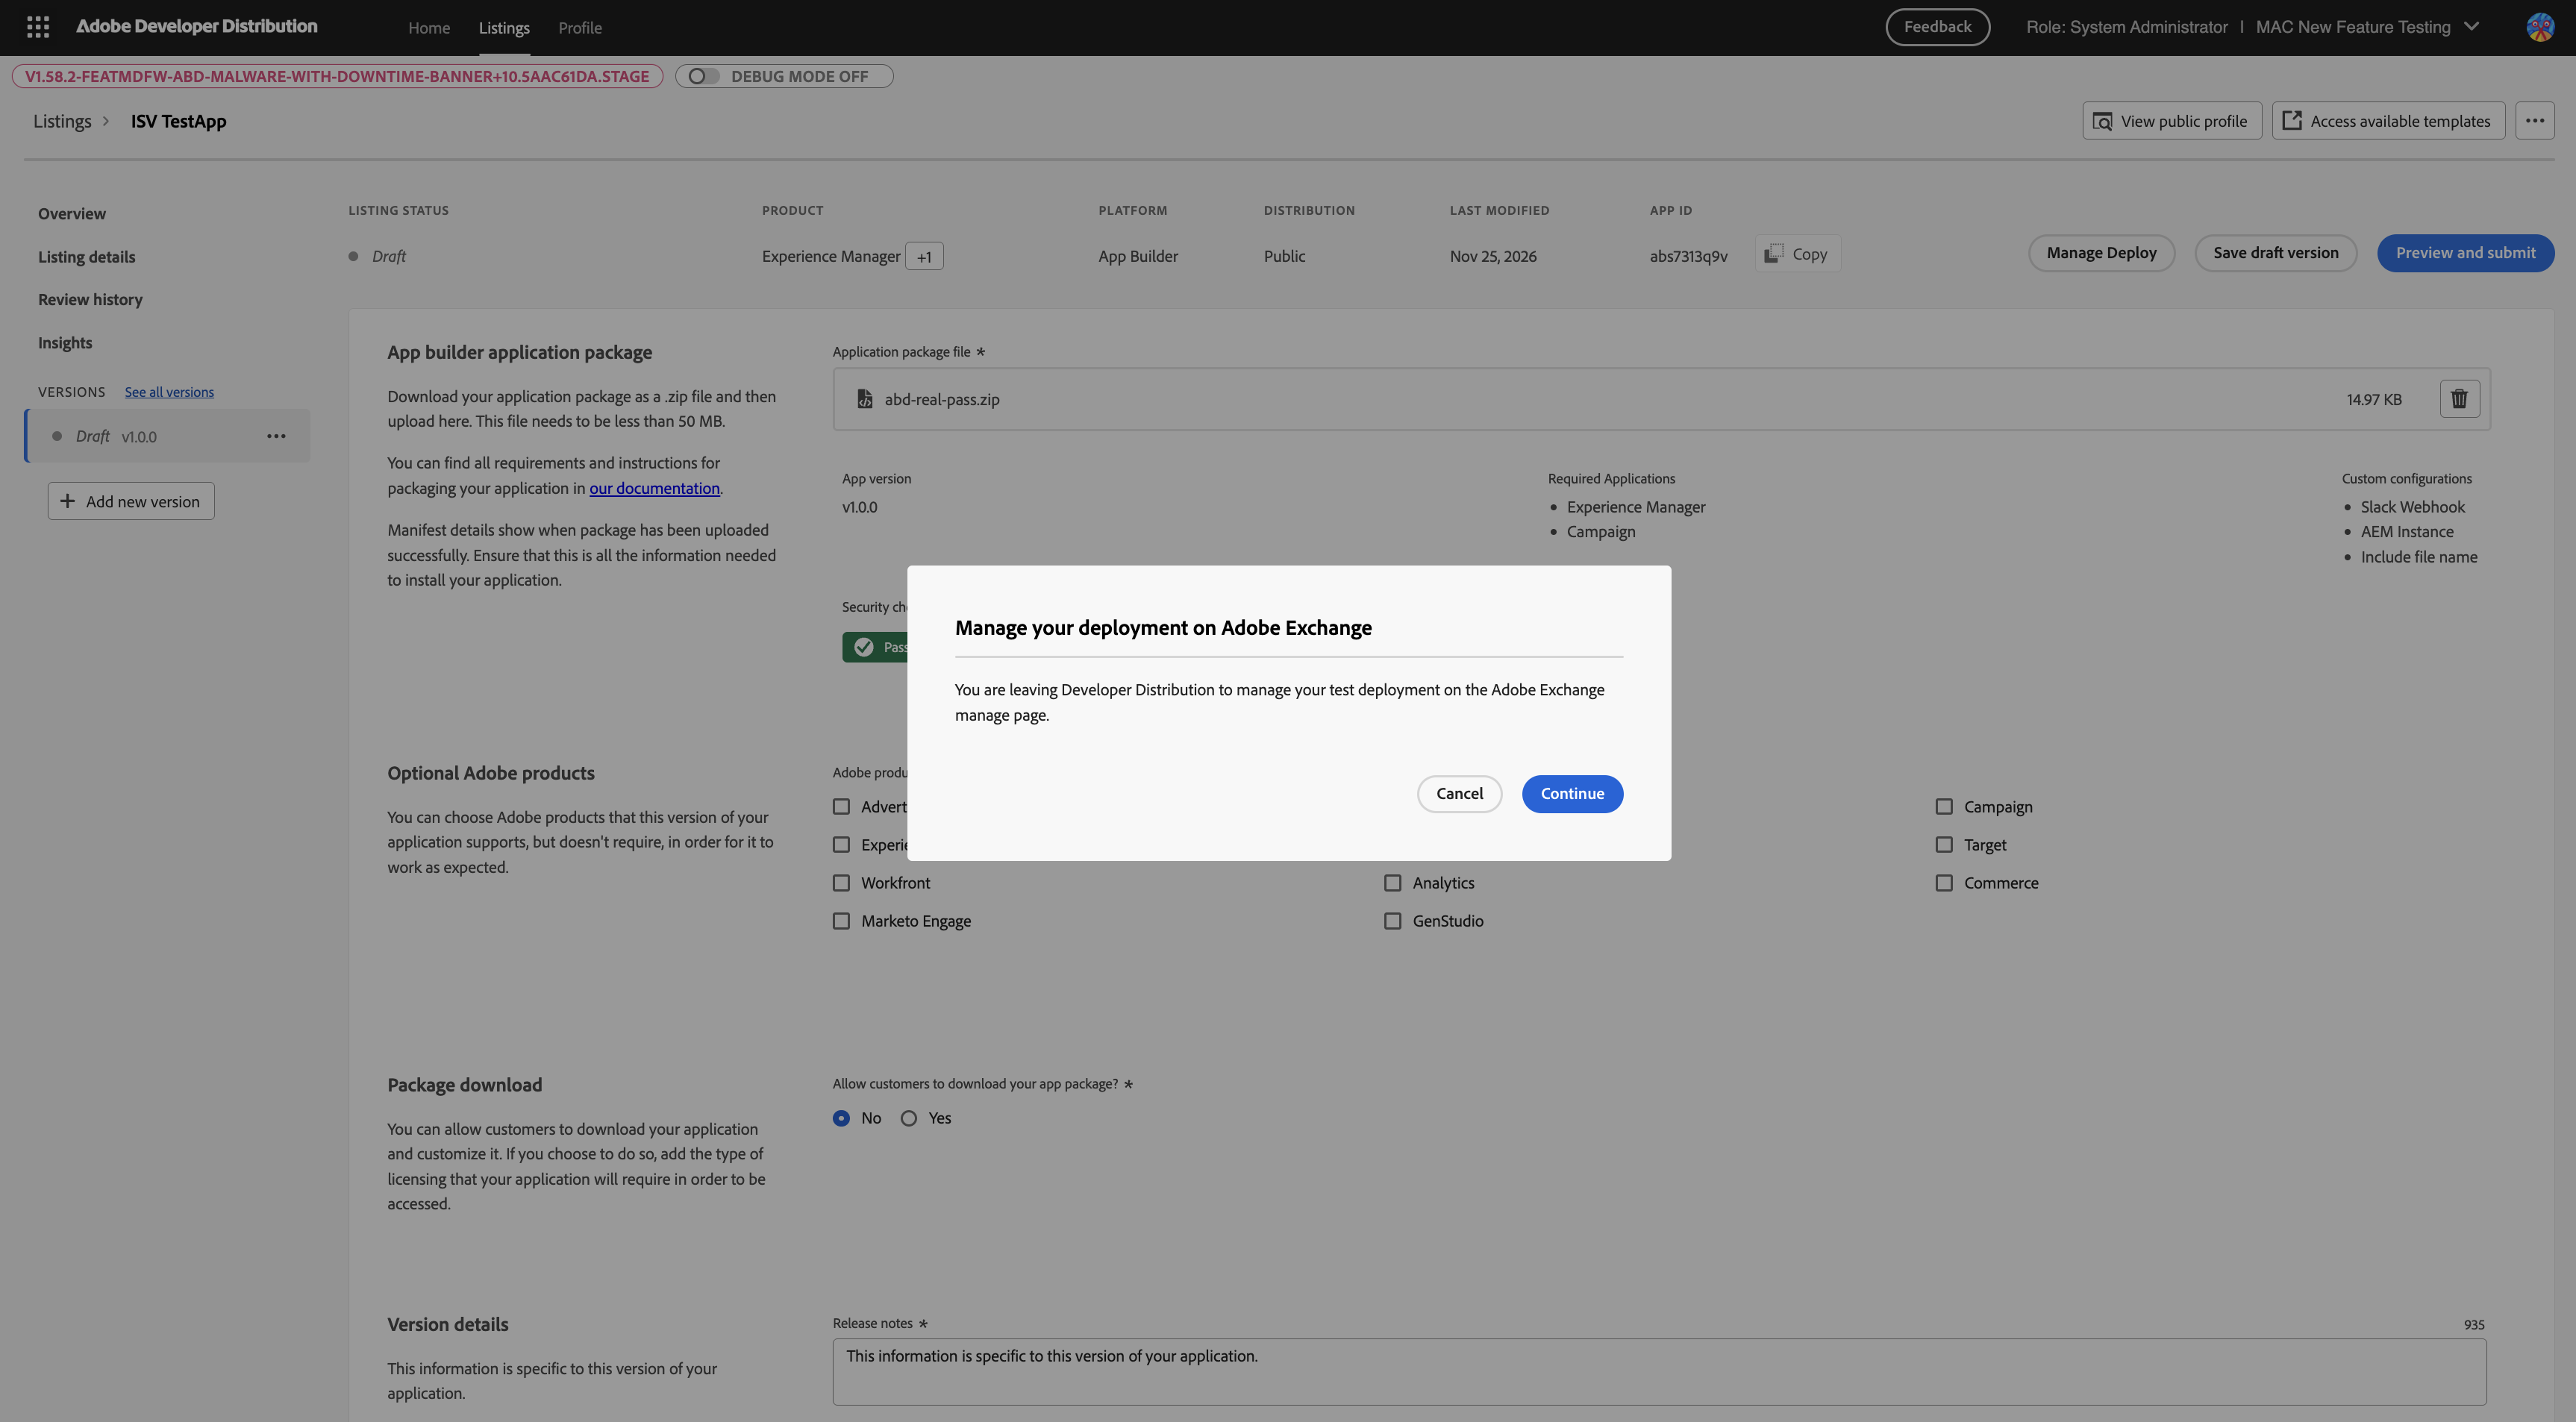 Adobe Developer Distribution
Home
Listings
Profile
Feedback
Role: System Administrator | MAC New Feature Testing
V1.58.2-FEATMDFW-ABD-MALWARE-WITH-DOWNTIME-BANNER+10.5AAC61DA.STAGE
DEBUG MODE OFF
Listings > ISV TestApp
View public profile
Access available templates
Overview
Listing details
Review history
Insights
VERSIONS
See all versions
Draft v1.0.0
Add new version
LISTING STATUS
Draft
PRODUCT
Experience Manager +1
PLATFORM
App Builder
DISTRIBUTION
Public
LAST MODIFIED
Nov 25, 2026
APP ID
abs7313q9v
Copy
Manage Deploy
Save draft version
Preview and submit
App builder application package
Download your application package as a .zip file and then
upload here. This file needs to be less than 50 MB.
You can find all requirements and instructions for
packaging your application in our documentation.
Manifest details show when package has been uploaded
successfully. Ensure that this is all the information needed
to install your application.
Application package file *
abd-real-pass.zip
14.97 KB
App version
v1.0.0
Required Applications
• Experience Manager
• Campaign
Custom configurations
• Slack Webhook
• AEM Instance
• Include file name
Security
Manage your deployment on Adobe Exchange
You are leaving Developer Distribution to manage your test deployment on the Adobe Exchange
manage page.
Cancel
Continue
Optional Adobe products
You can choose Adobe products that this version of your
application supports, but doesn't require, in order for it to
work as expected.
Adobe
Campaign
Target
Workfront
Analytics
Commerce
Marketo Engage
GenStudio
Package download
You can allow customers to download your application
and customize it. If you choose to do so, add the type of
licensing that your application will require in order to be
accessed.
Allow customers to download your app package? *
No
Yes
Version details
This information is specific to this version of your
application.
Release notes *
935
This information is specific to this version of your application.